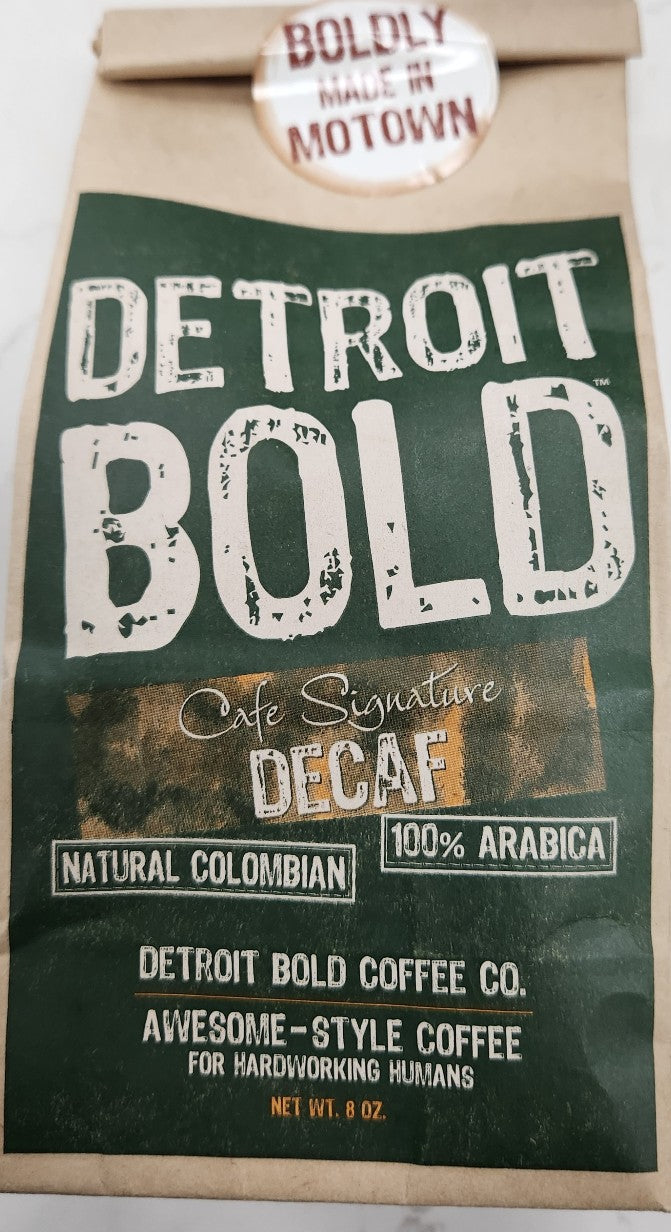 BOLDLY
MADE IN
MOTOWN
DETROIT
BOLD™
Cafe Signature
DECAF
NATURAL COLOMBIAN
100% ARABICA
DETROIT BOLD COFFEE CO.
AWESOME-STYLE COFFEE
FOR HARDWORKING HUMANS
NET WT. 8 OZ.